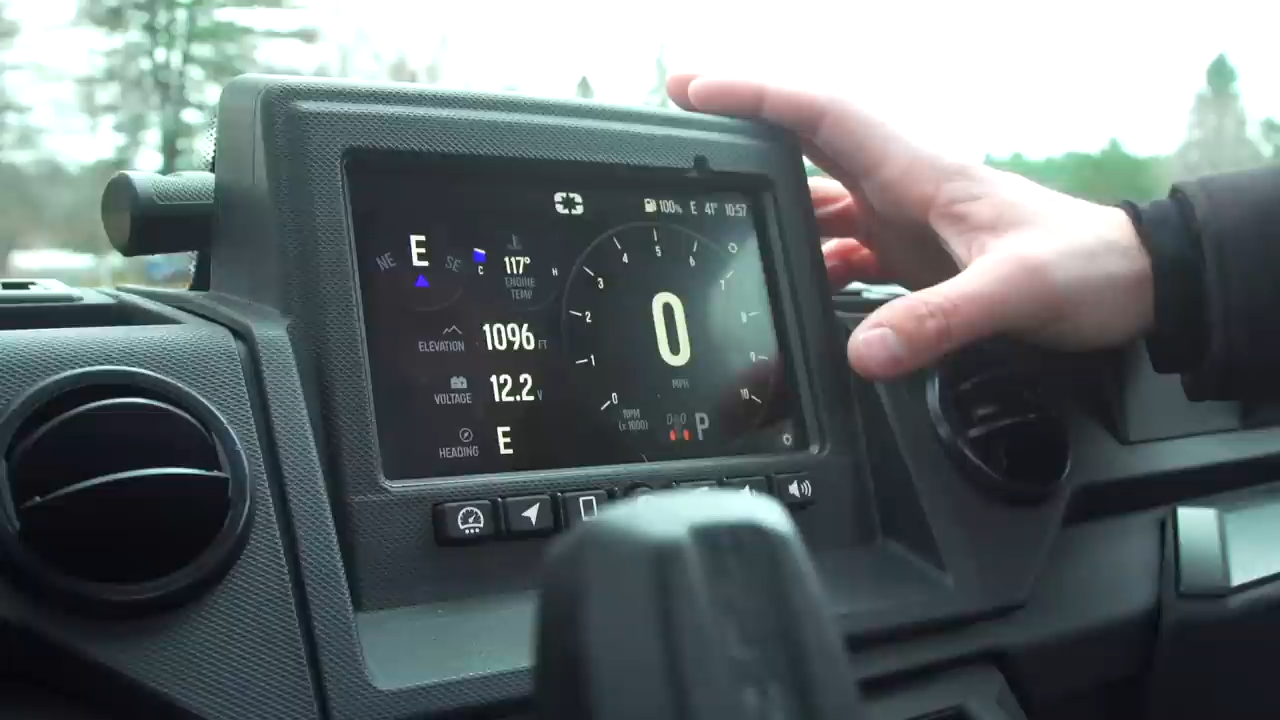 100% E 41° 10:57
NE E SE
C 117° H
ENGINE
TEMP
ELEVATION 1096 FT
VOLTAGE 12.2 V
HEADING E
0 1 2 3 4 5 6 7 8 9 10
0
MPH
RPM
(x 1000)
P